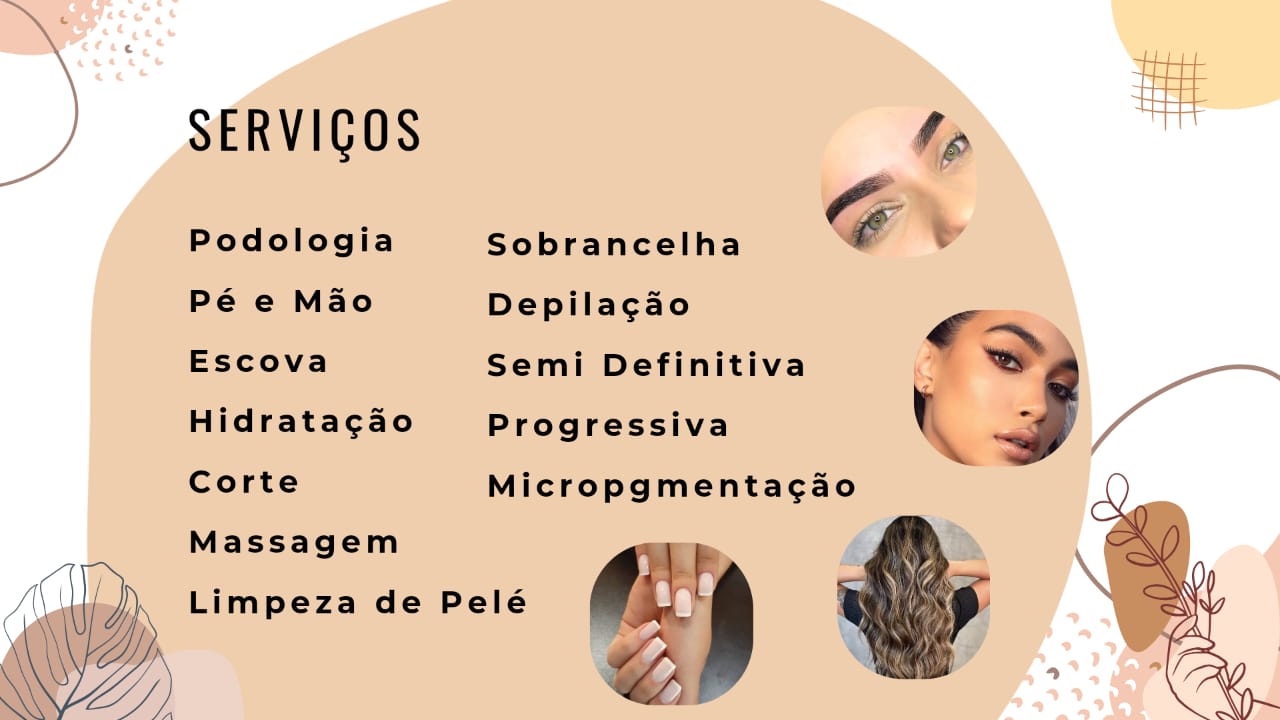 SERVIÇOS
Podologia
Pé e Mão
Escova
Hidratação
Corte
Massagem
Limpeza de Pelé
Sobrancelha
Depilação
Semi Definitiva
Progressiva
Micropgmentação